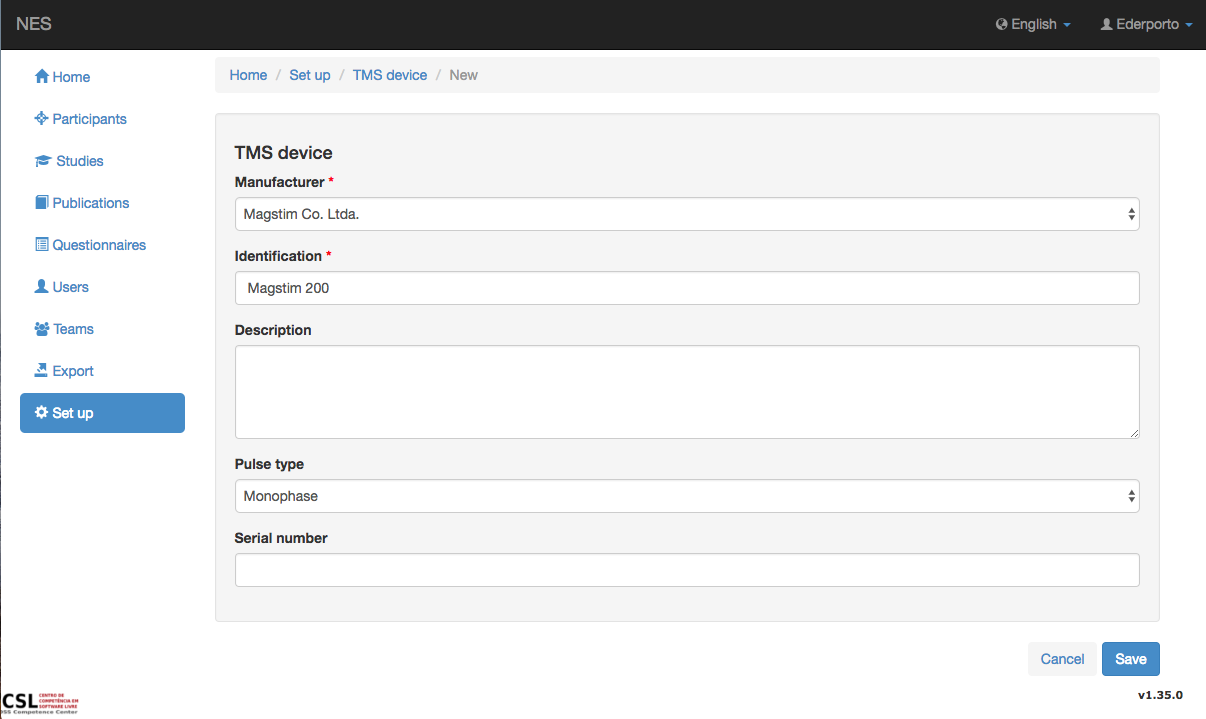 NES
English
Ederporto
Home
Participants
Studies
Publications
Questionnaires
Users
Teams
Export
Set up
Home / Set up / TMS device / New
TMS device
Manufacturer *
Magstim Co. Ltda.
Identification *
Magstim 200
Description
Pulse type
Monophase
Serial number
Cancel
Save
CSL
CENTRO DE
COMPETÊNCIA EM
SOFTWARE LIVRE
OSS Competence Center
v1.35.0